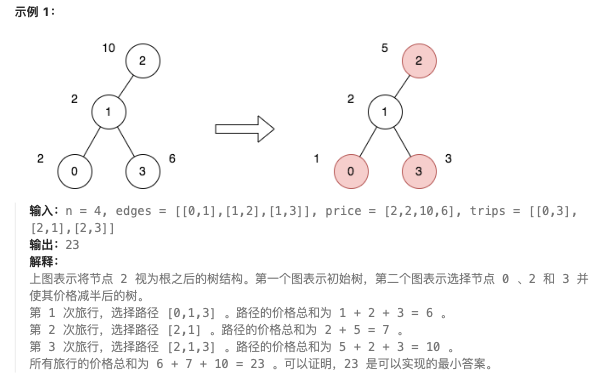 示例 1：
10
2
5
2
2
1
2
1
2
0
3
6
1
0
3
3
输入：n = 4, edges = [[0,1],[1,2],[1,3]], price = [2,2,10,6], trips = [[0,3],
[2,1],[2,3]]
输出：23
解释：
上图表示将节点 2 视为根之后的树结构。第一个图表示初始树，第二个图表示选择节点 0 、2 和 3 并
使其价格减半后的树。
第 1 次旅行，选择路径 [0,1,3] 。路径的价格总和为 1 + 2 + 3 = 6 。
第 2 次旅行，选择路径 [2,1] 。路径的价格总和为 2 + 5 = 7 。
第 3 次旅行，选择路径 [2,1,3] 。路径的价格总和为 5 + 2 + 3 = 10 。
所有旅行的价格总和为 6 + 7 + 10 = 23 。可以证明，23 是可以实现的最小答案。